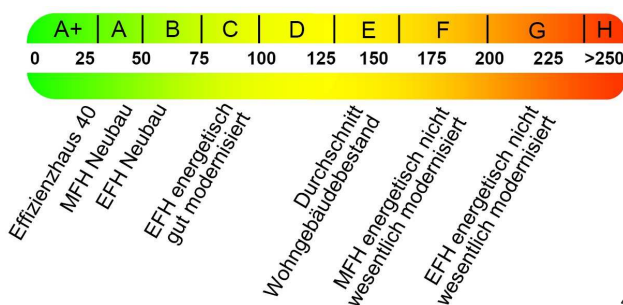 A+ A B C D E F G H
0 25 50 75 100 125 150 175 200 225 >250
Effizienzhaus 40
MFH Neubau
EFH Neubau
EFH energetisch
gut modernisiert
Durchschnitt
Wohngebäudebestand
MFH energetisch nicht
wesentlich modernisiert
EFH energetisch nicht
wesentlich modernisiert